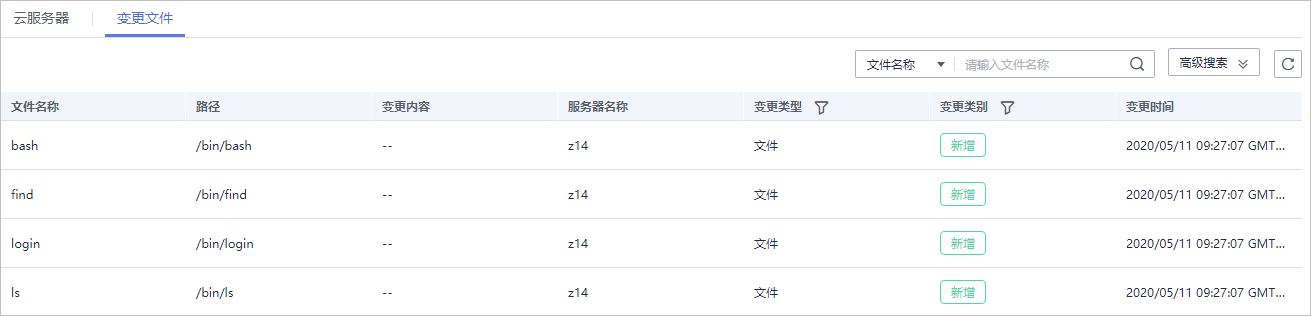 云服务器 变更文件
文件名称 请输入文件名称 高级搜索
文件名称 路径 变更内容 服务器名称 变更类型 变更类别 变更时间
bash /bin/bash -- z14 文件 新增 2020/05/11 09:27:07 GMT...
find /bin/find -- z14 文件 新增 2020/05/11 09:27:07 GMT...
login /bin/login -- z14 文件 新增 2020/05/11 09:27:07 GMT...
ls /bin/ls -- z14 文件 新增 2020/05/11 09:27:07 GMT...